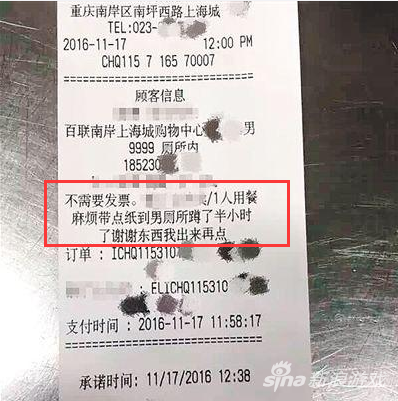 重庆南岸区南坪西路上海城
TEL:023-
2016-11-17 12:00 PM
CHQ115 7 165 70007
顾客信息
百联南岸上海城购物中心 男
9999 厕所内
18523
不需要发票。 /1人用餐
麻烦带点纸到男厕所蹲了半小时
了谢谢东西我出来再点
订单 : ICHQ115310
: ELICHQ115310
支付时间 : 2016-11-17 11:58:17
承诺时间: 11/17/2016 12:38
sina新浪游戏